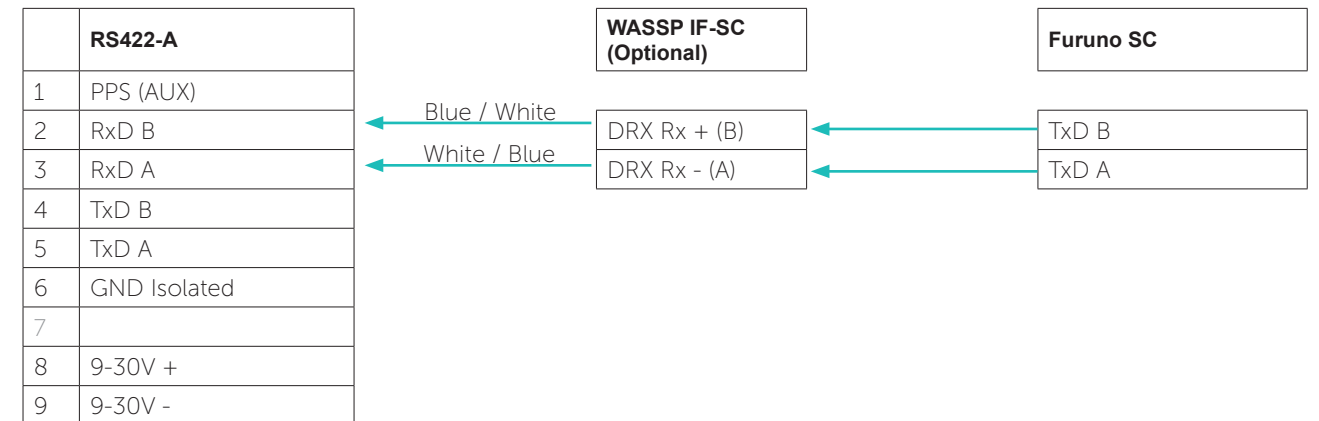 RS422-A
WASSP IF-SC
(Optional)
Furuno SC
1 PPS (AUX)
2 RxD B
Blue / White
DRX Rx + (B)
TxD B
3 RxD A
White / Blue
DRX Rx - (A)
TxD A
4 TxD B
5 TxD A
6 GND Isolated
7
8 9-30V +
9 9-30V -